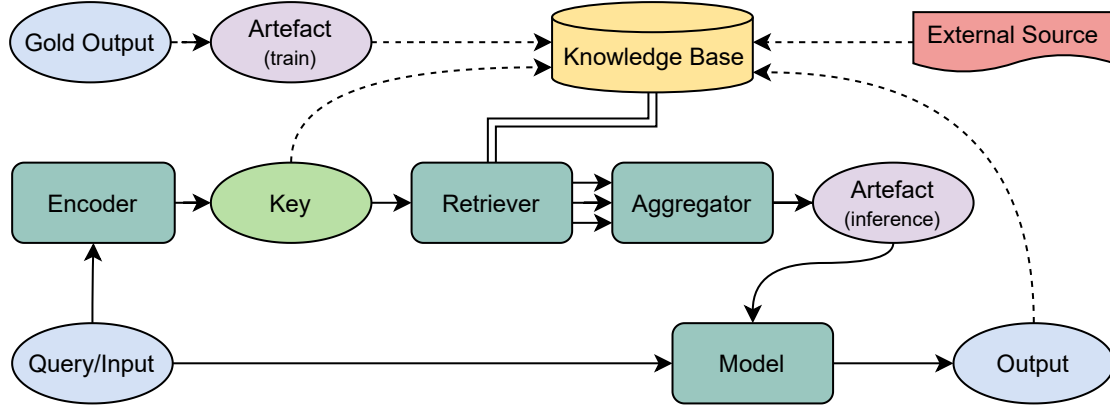 Gold Output
Artefact
(train)
Knowledge Base
External Source
Encoder
Key
Retriever
Aggregator
Artefact
(inference)
Query/Input
Model
Output